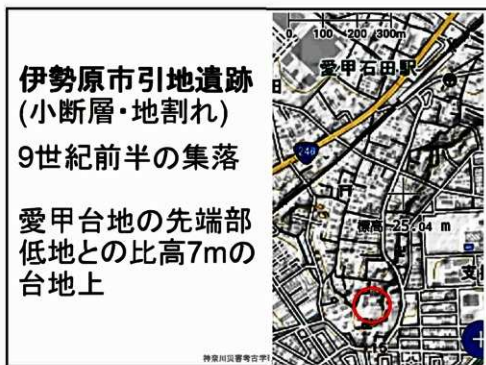 伊勢原市引地遺跡
(小断層・地割れ)
9世紀前半の集落
愛甲台地の先端部
低地との比高7mの
台地上
0 100 200 300m
愛甲石田駅
246
標高 25.04 m
神奈川災害考古学